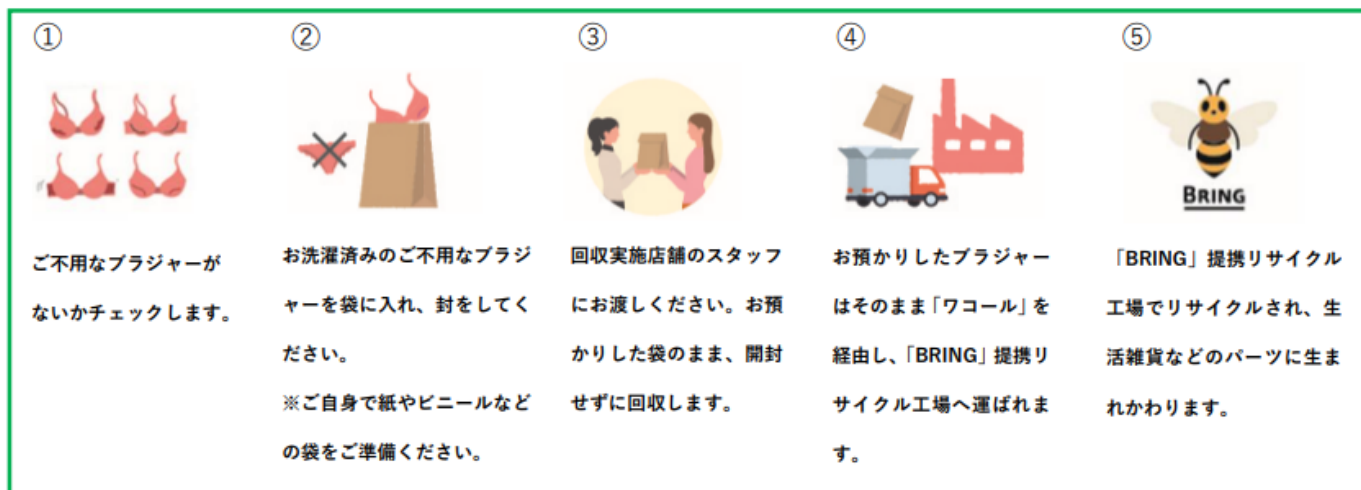 ①
ご不用なブラジャーが
ないかチェックします。
②
お洗濯済みのご不用なブラジ
ャーを袋に入れ、封をしてく
ださい。
※ご自身で紙やビニールなど
の袋をご準備ください。
③
回収実施店舗のスタッフ
にお渡しください。お預
かりした袋のまま、開封
せずに回収します。
④
お預かりしたブラジャー
はそのまま「ワコール」を
経由し、「BRING」提携リ
サイクル工場へ運ばれま
す。
⑤
BRING
「BRING」提携リサイクル
工場でリサイクルされ、生
活雑貨などのパーツに生ま
れかわります。